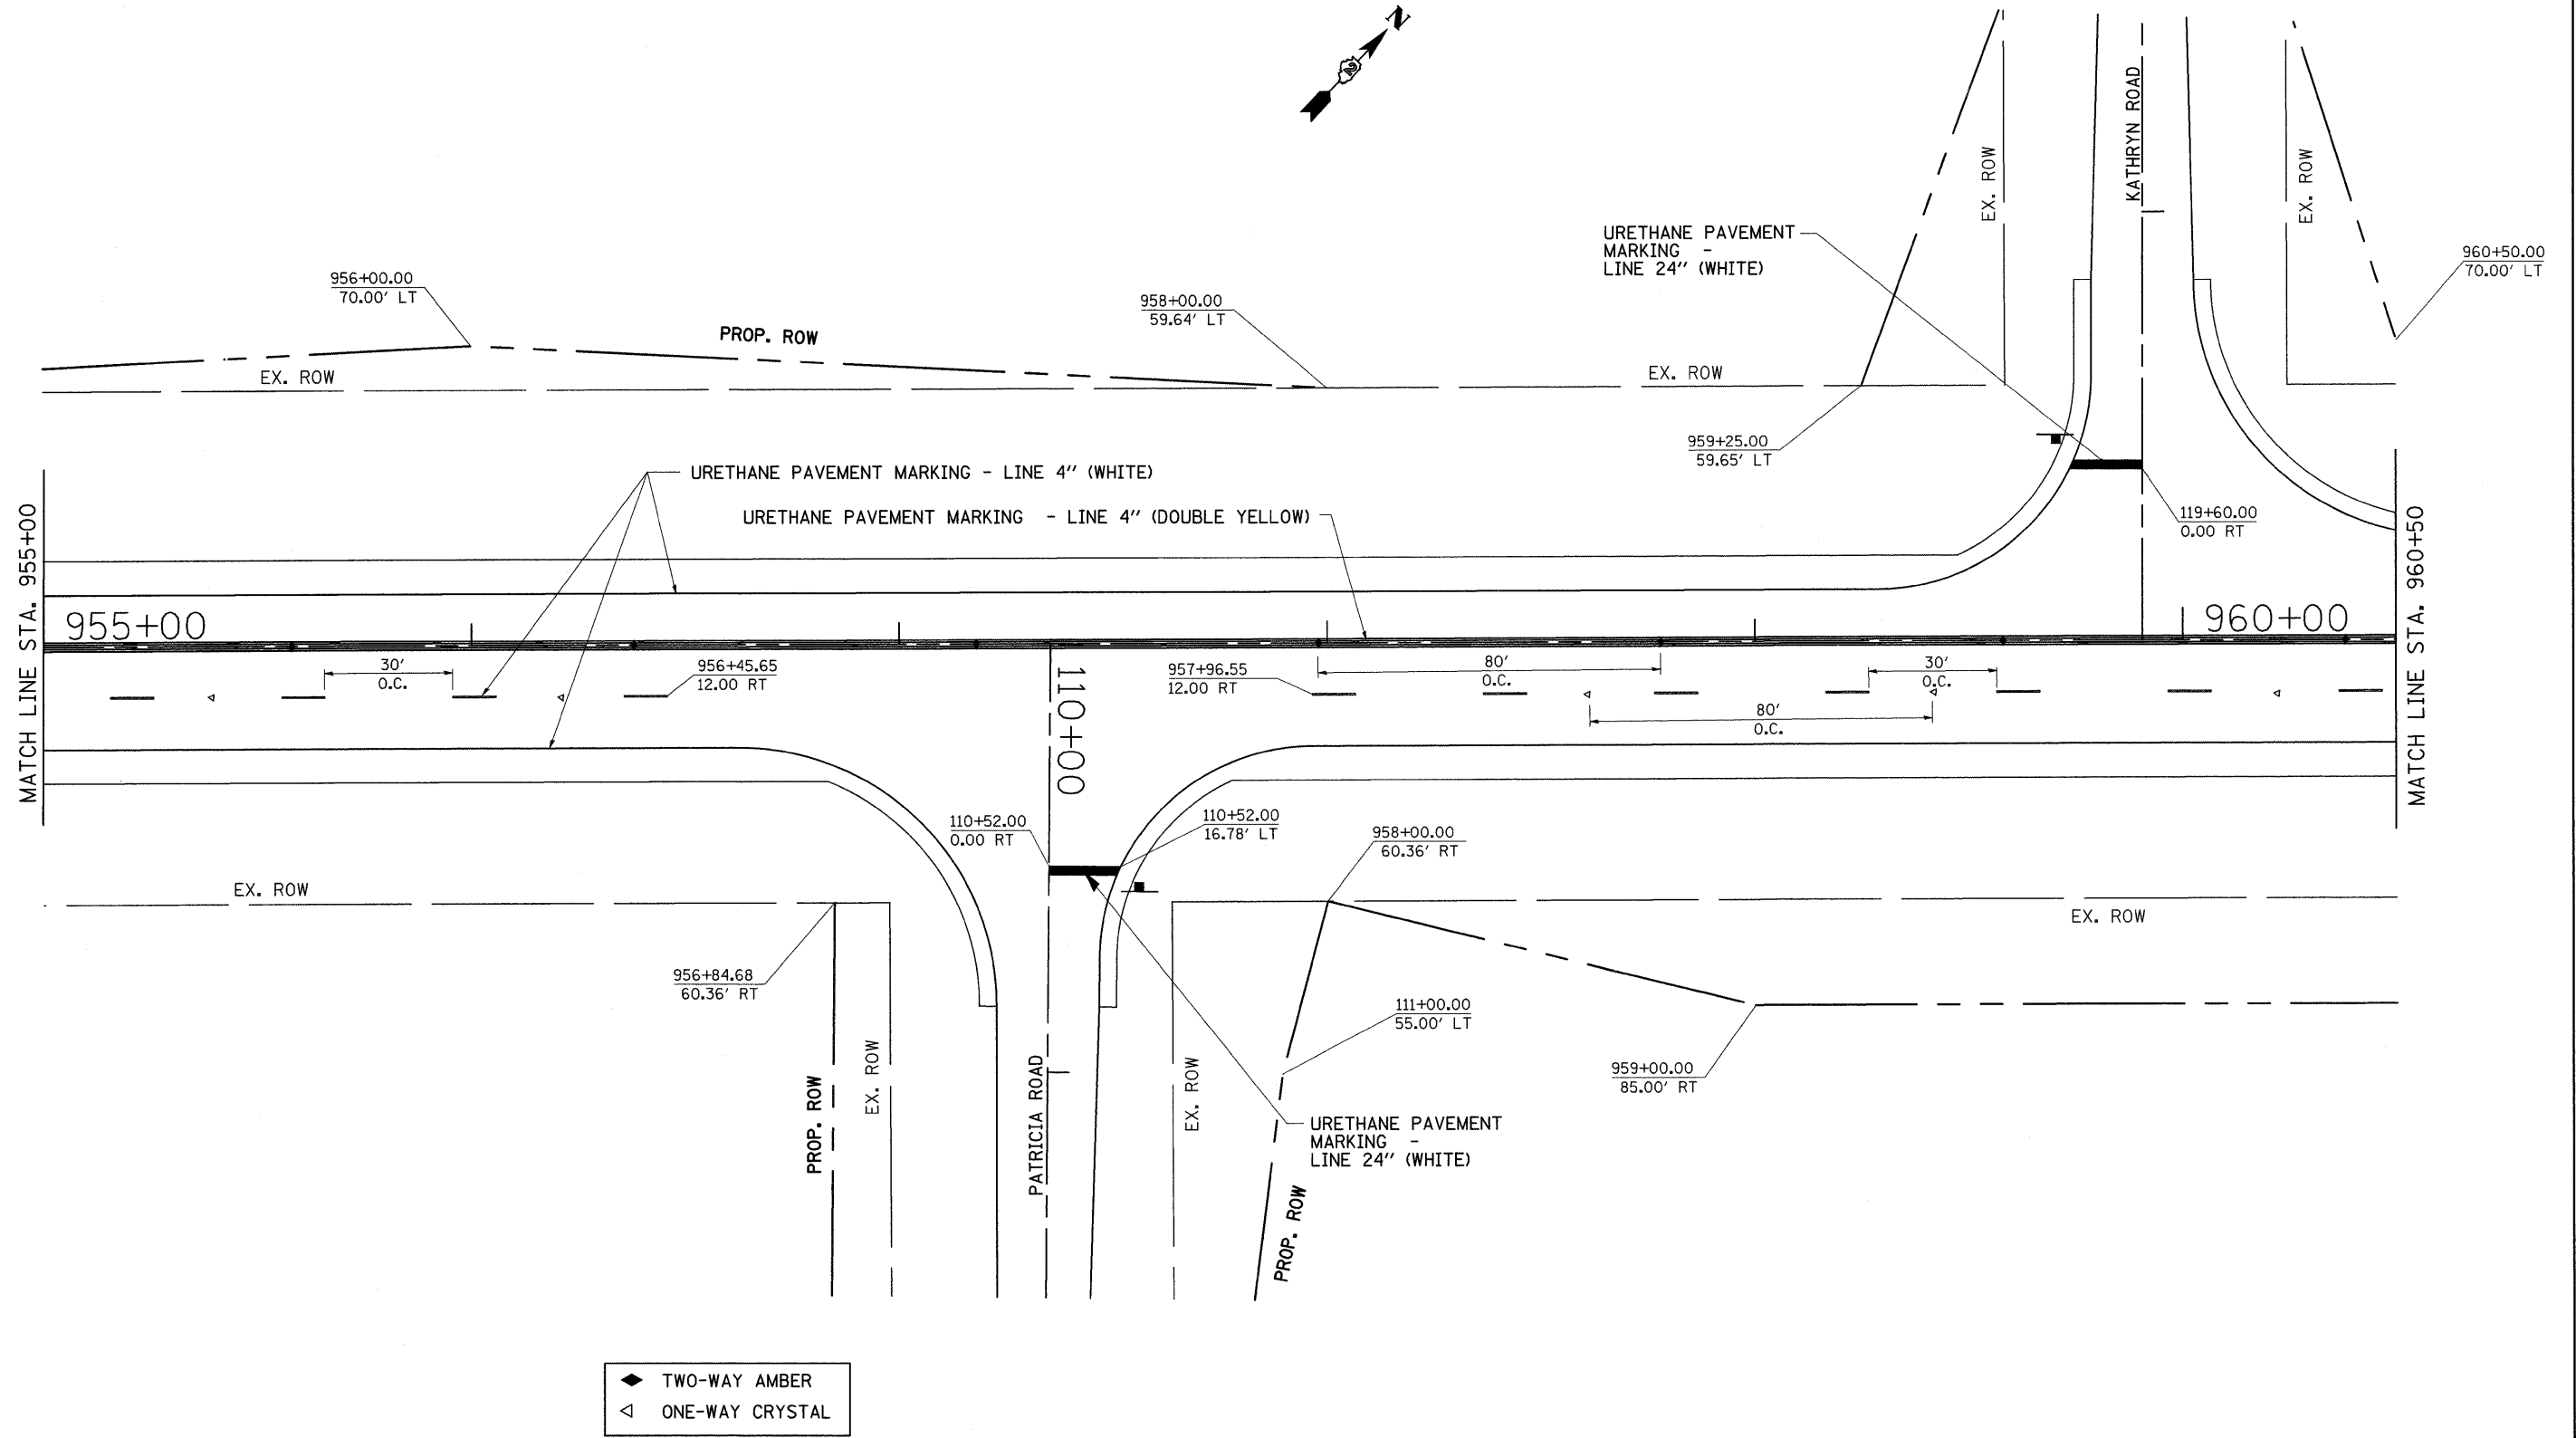 N
2
KATHRYN ROAD
EX. ROW
EX. ROW
URETHANE PAVEMENT
MARKING -
LINE 24" (WHITE)
960+50.00
70.00' LT
956+00.00
70.00' LT
958+00.00
59.64' LT
PROP. ROW
EX. ROW
EX. ROW
959+25.00
59.65' LT
URETHANE PAVEMENT MARKING - LINE 4" (WHITE)
URETHANE PAVEMENT MARKING - LINE 4" (DOUBLE YELLOW)
119+60.00
0.00 RT
MATCH LINE STA. 955+00
955+00
960+00
MATCH LINE STA. 960+50
30'
O.C.
956+45.65
12.00 RT
110+00
957+96.55
12.00 RT
80'
O.C.
30'
O.C.
80'
O.C.
110+52.00
0.00 RT
110+52.00
16.78' LT
958+00.00
60.36' RT
EX. ROW
EX. ROW
956+84.68
60.36' RT
111+00.00
55.00' LT
959+00.00
85.00' RT
PROP. ROW
EX. ROW
PATRICIA ROAD
EX. ROW
URETHANE PAVEMENT
MARKING -
LINE 24" (WHITE)
PROP. ROW
TWO-WAY AMBER
ONE-WAY CRYSTAL